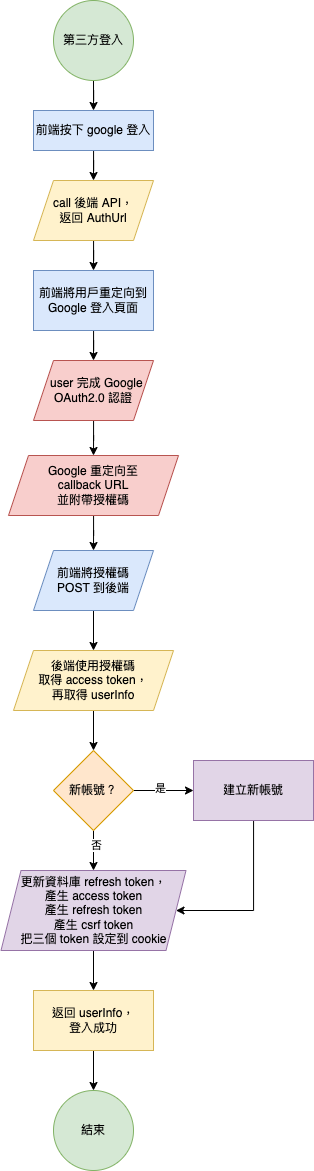 第三方登入
前端按下 google 登入
call 後端 API，
返回 AuthUrl
前端將用戶重定向到
Google 登入頁面
user 完成 Google
OAuth2.0 認證
Google 重定向至
callback URL
並附帶授權碼
前端將授權碼
POST 到後端
後端使用授權碼
取得 access token，
再取得 userInfo
新帳號？
是
建立新帳號
否
更新資料庫 refresh token，
產生 access token
產生 refresh token
產生 csrf token
把三個 token 設定到 cookie
返回 userInfo，
登入成功
結束